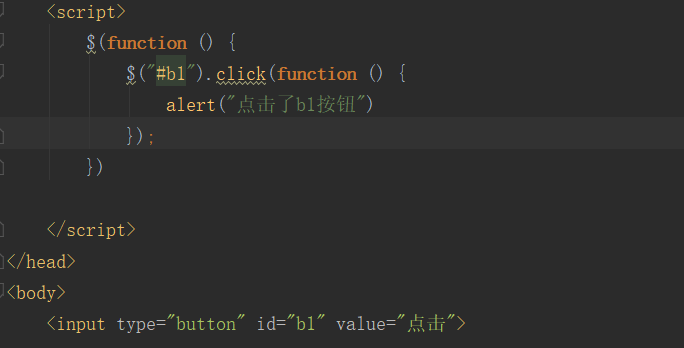 <script>
$(function () {
$("#b1").click(function () {
alert("点击了b1按钮")
});
})
</script>
</head>
<body>
<input type="button" id="b1" value="点击">